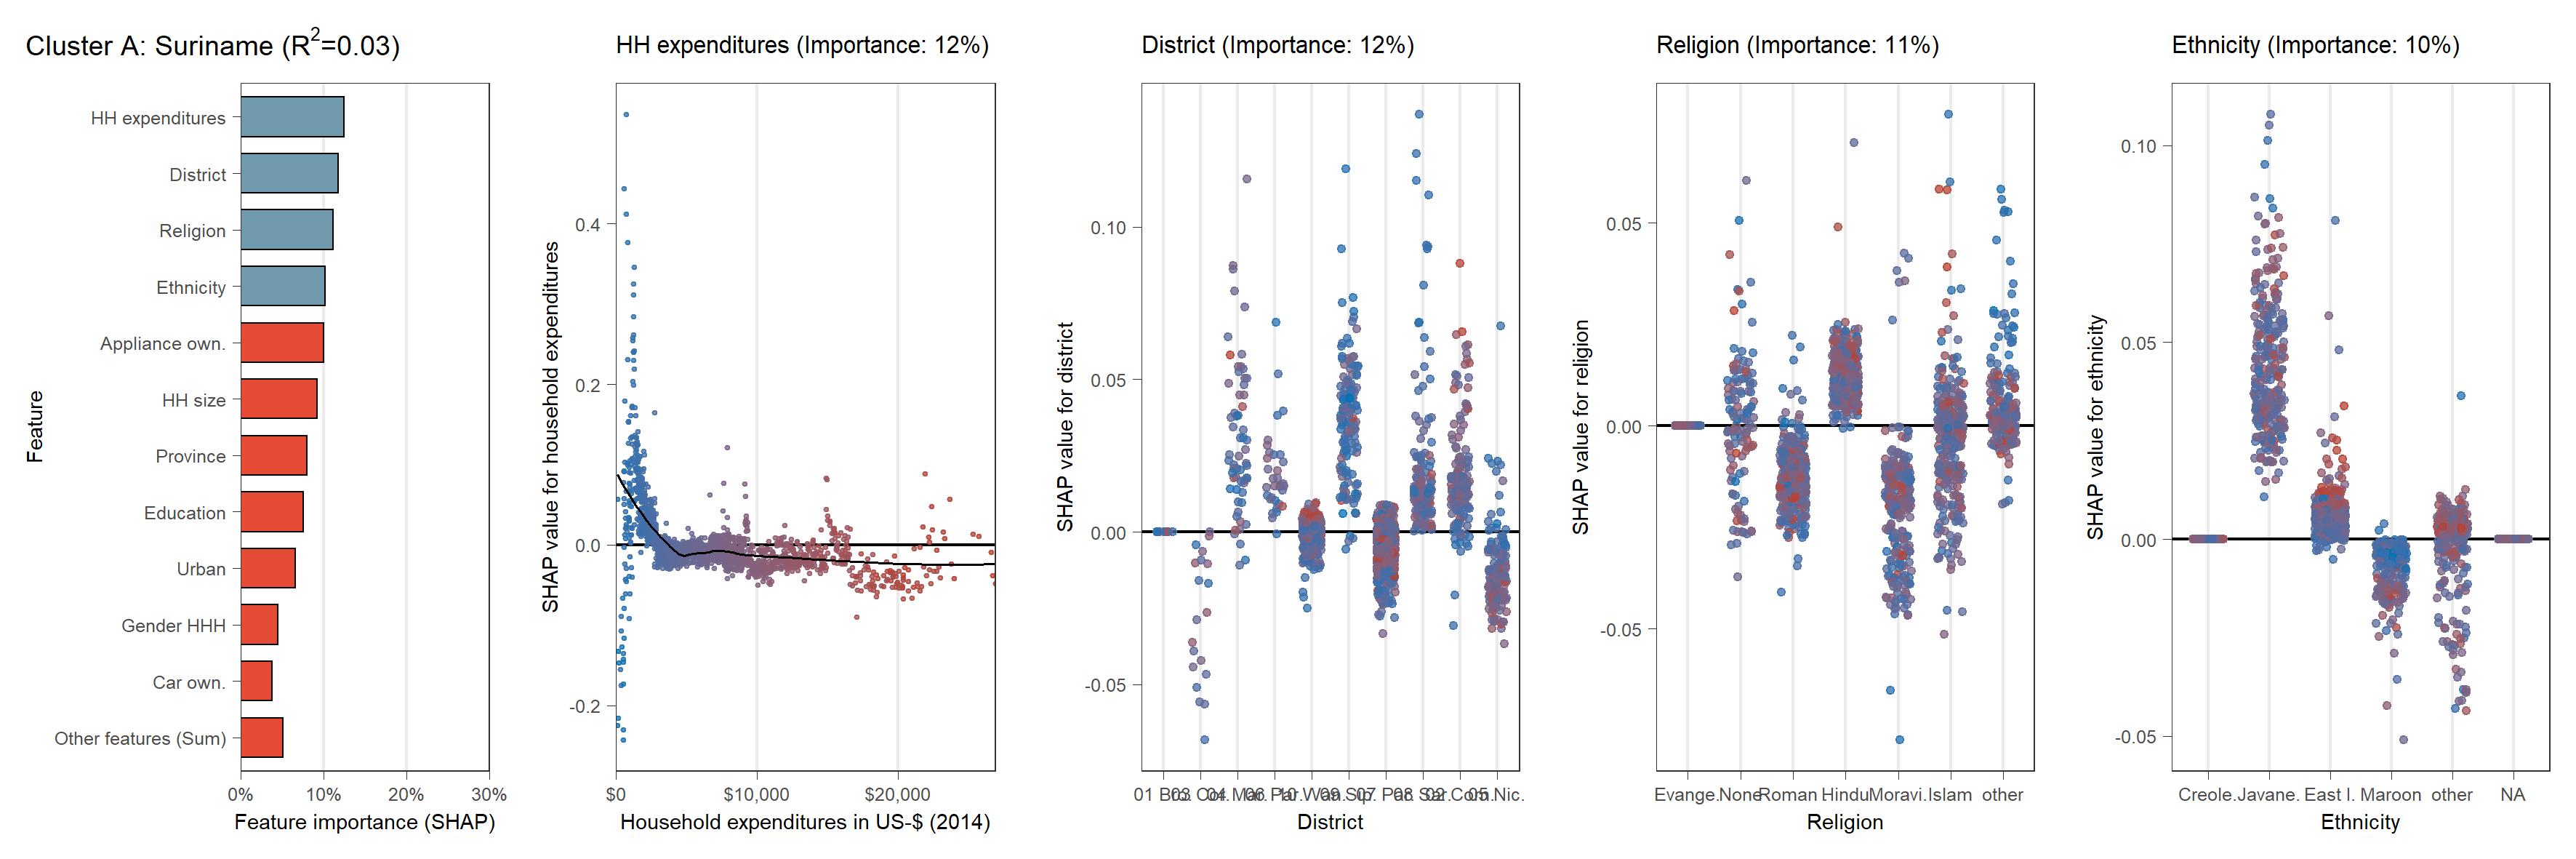 Cluster A: Suriname (R2=0.03)
HH expenditures
District
Religion
Ethnicity
Appliance own.
HH size
Province
Education
Urban
Gender HHH
Car own.
Other features (Sum)
Feature
0% 10% 20% 30%
Feature importance (SHAP)
HH expenditures (Importance: 12%)
SHAP value for household expenditures
0.4
0.2
0.0
-0.2
$0 $10,000 $20,000
Household expenditures in US-$ (2014)
District (Importance: 12%)
SHAP value for district
0.10
0.05
0.00
-0.05
District
Religion (Importance: 11%)
SHAP value for religion
0.05
0.00
-0.05
Evange. None Roman Hindu Moravi. Islam other
Religion
Ethnicity (Importance: 10%)
SHAP value for ethnicity
0.10
0.05
0.00
-0.05
Creole. Javane. East I. Maroon other NA
Ethnicity